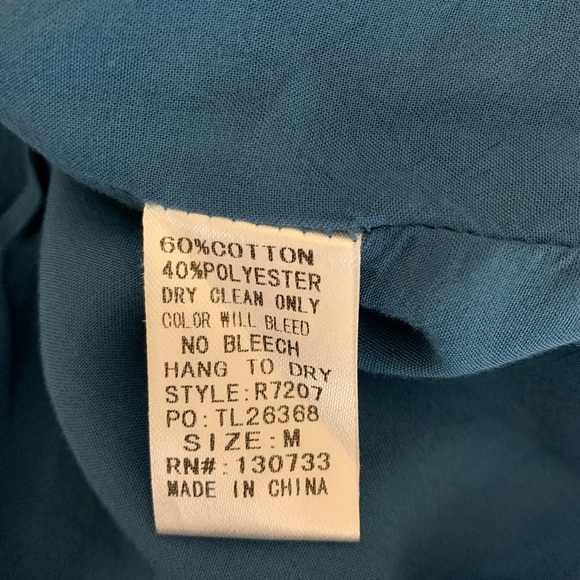 60%COTTON
40%POLYESTER
DRY CLEAN ONLY
COLOR WILL BLEED
NO BLEECH
HANG TO DRY
STYLE:R7207
PO:TL26368
SIZE:M
RN#:130733
MADE IN CHINA